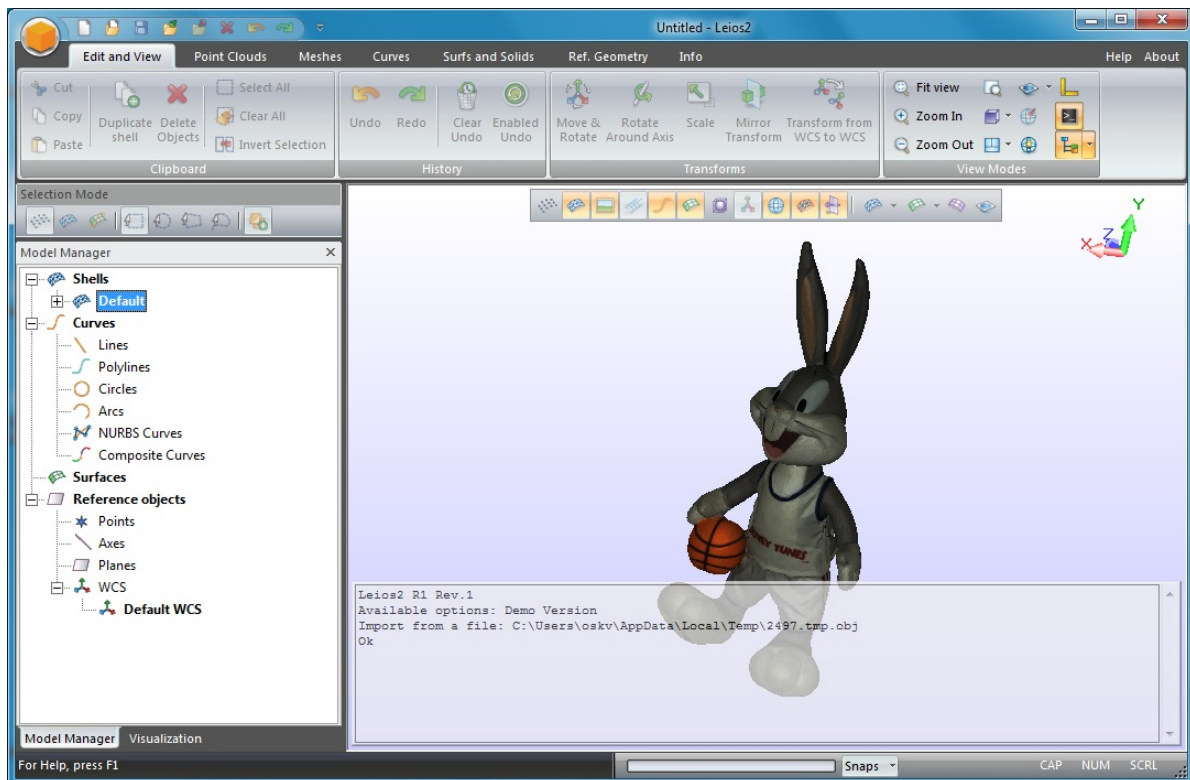 Untitled - Leios2
Edit and View Point Clouds Meshes Curves Surfs and Solids Ref. Geometry Info Help About
Cut
Copy
Paste
Duplicate shell
Delete Objects
Select All
Clear All
Invert Selection
Clipboard
Undo
Redo
Clear Undo
Enabled Undo
History
Move & Rotate
Rotate Around Axis
Scale
Mirror Transform
Transform from WCS to WCS
Transforms
Fit view
Zoom In
Zoom Out
View Modes
Selection Mode
Model Manager
Shells
Default
Curves
Lines
Polylines
Circles
Arcs
NURBS Curves
Composite Curves
Surfaces
Reference objects
Points
Axes
Planes
WCS
Default WCS
Y
Z
X
TUNES
Leios2 R1 Rev.1
Available options: Demo Version
Import from a file: C:\Users\oskv\AppData\Local\Temp\2497.tmp.obj
Ok
Model Manager Visualization
For Help, press F1 Snaps CAP NUM SCRL